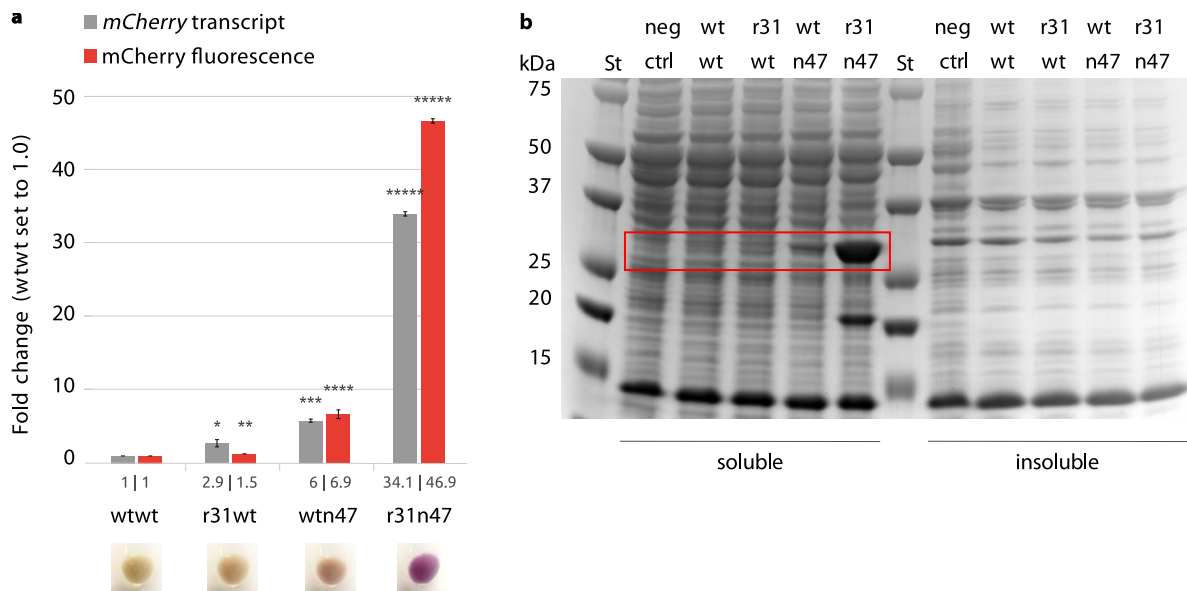 a
mCherry transcript
mCherry fluorescence
Fold change (wtwt set to 1.0)
50
40
30
20
10
0
*****
*****
***
****
*
**
1 | 1
2.9 | 1.5
6 | 6.9
34.1 | 46.9
wtwt
r31wt
wtn47
r31n47
b
neg wt r31 wt r31 neg wt r31 wt r31
kDa St ctrl wt wt n47 n47 St ctrl wt wt n47 n47
75
50
37
25
20
15
soluble
insoluble